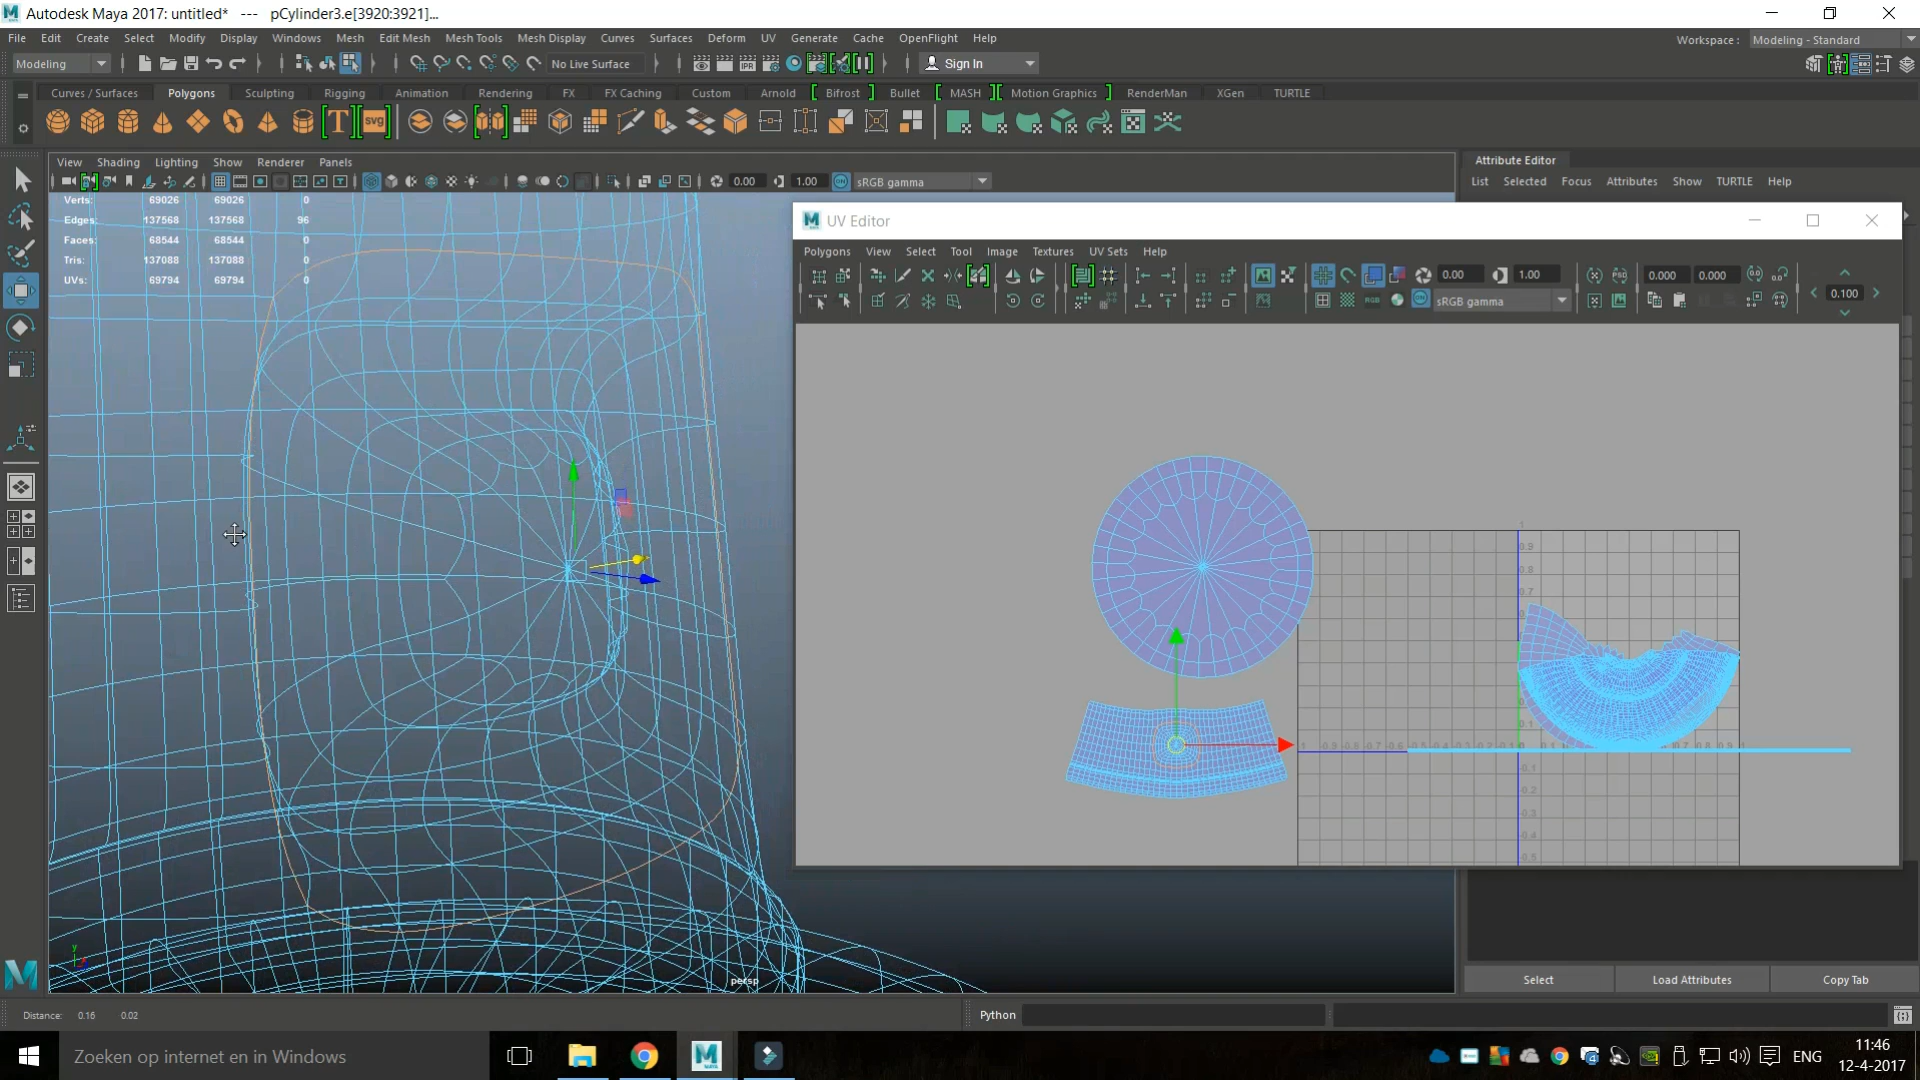 Autodesk Maya 2017: untitled*   ---   pCylinder3.e[3920:3921]...
File Edit Create Select Modify Display Windows Mesh Edit Mesh Mesh Tools Mesh Display Curves Surfaces Deform UV Generate Cache OpenFlight Help
Workspace : Modeling - Standard
Modeling No Live Surface Sign In
Curves / Surfaces Polygons Sculpting Rigging Animation Rendering FX FX Caching Custom Arnold Bifrost Bullet MASH Motion Graphics RenderMan XGen TURTLE
T SVG
View Shading Lighting Show Renderer Panels
0.00 1.00 sRGB gamma
Attribute Editor
List Selected Focus Attributes Show TURTLE Help
Verts: 69026 69026 0
Edges: 137568 137568 96
Faces: 68544 68544 0
Tris: 137088 137088 0
UVs: 69794 69794 0
UV Editor
Polygons View Select Tool Image Textures UV Sets Help
0.00 1.00 0.000 0.000
sRGB gamma 0.100
persp
Select Load Attributes Copy Tab
Distance: 0.16 0.02
Python
Zoeken op internet en in Windows
ENG
11:46
12-4-2017